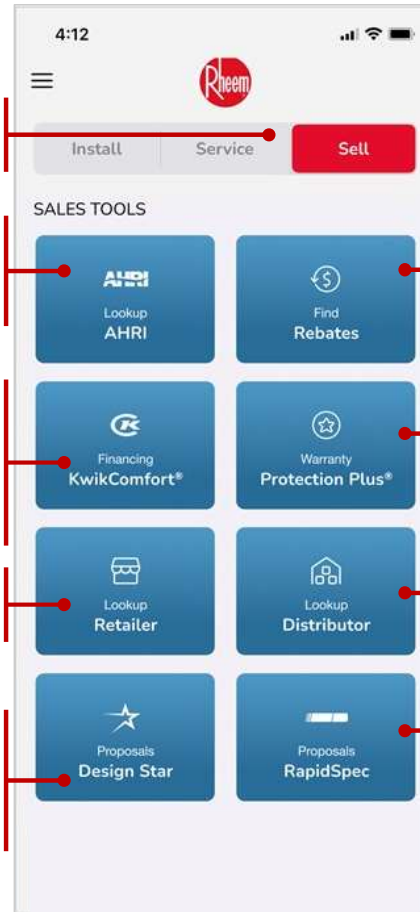 4:12
Rheem
Install Service Sell
SALES TOOLS
AHRI
Lookup
AHRI
Find
Rebates
Financing
KwikComfort®
Warranty
Protection Plus®
Lookup
Retailer
Lookup
Distributor
Proposals
Design Star
Proposals
RapidSpec